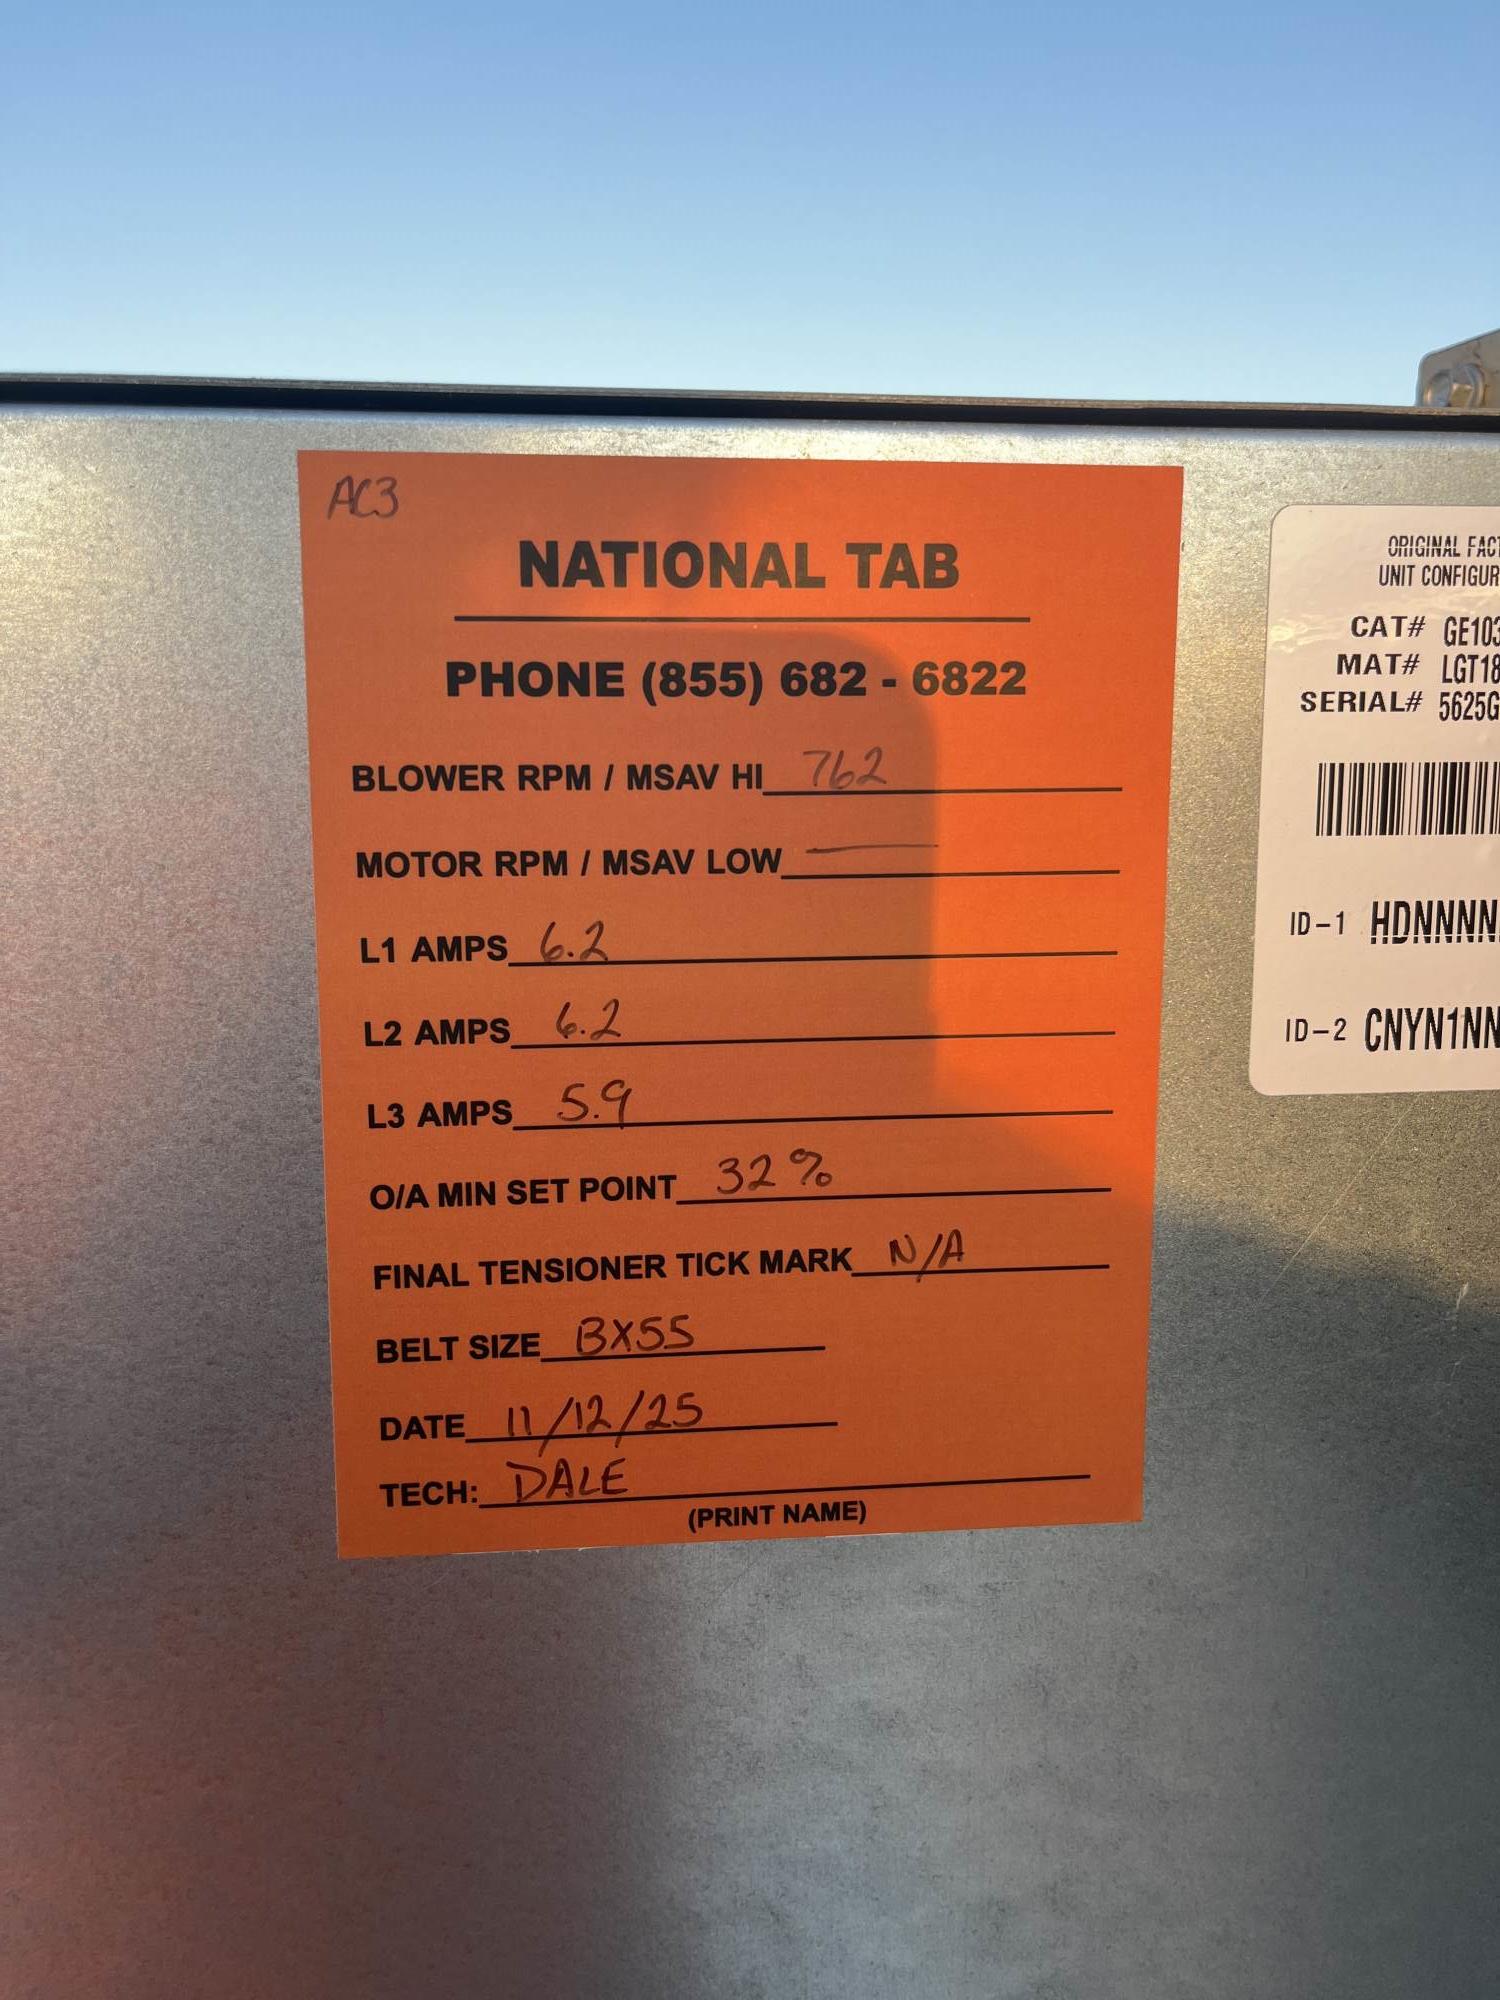 AC3
NATIONAL TAB
PHONE (855) 682 - 6822
BLOWER RPM / MSAV HI 762
MOTOR RPM / MSAV LOW —
L1 AMPS 6.2
L2 AMPS 6.2
L3 AMPS 5.9
O/A MIN SET POINT 32%
FINAL TENSIONER TICK MARK N/A
BELT SIZE BX55
DATE 11/12/25
TECH: DALE
(PRINT NAME)
ORIGINAL FACT
UNIT CONFIGUR
CAT# GE103
MAT# LGT18
SERIAL# 5625G
ID-1 HDNNNN
ID-2 CNYN1NN